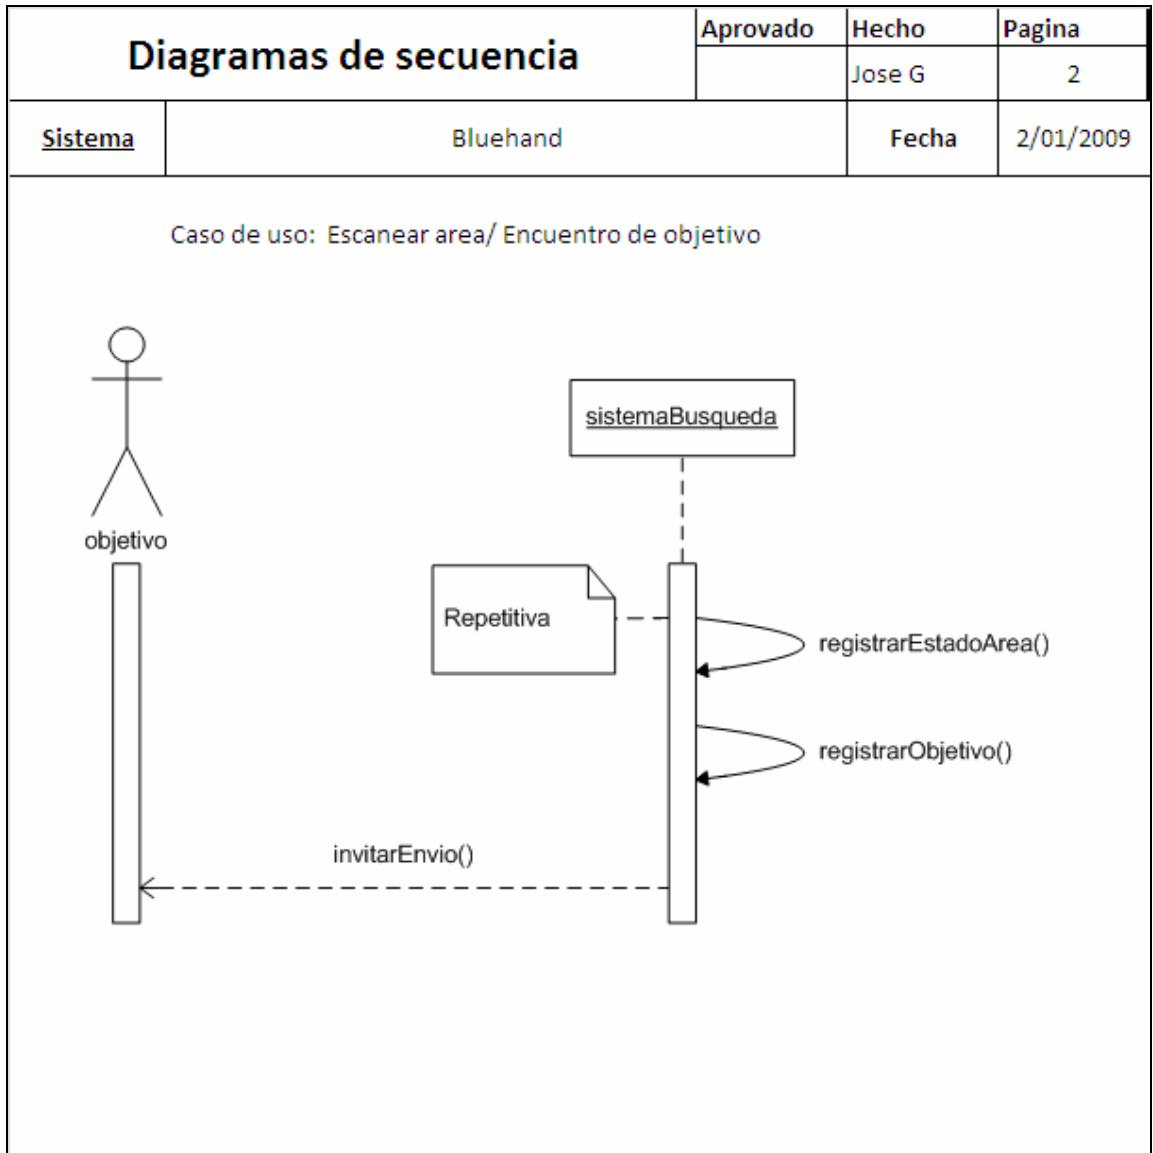 Diagramas de secuencia
Aprovado Hecho Pagina
Jose G 2
Sistema Bluehand Fecha 2/01/2009
Caso de uso: Escanear area/ Encuentro de objetivo
sistemaBusqueda
objetivo
Repetitiva
registrarEstadoArea()
registrarObjetivo()
invitarEnvio()